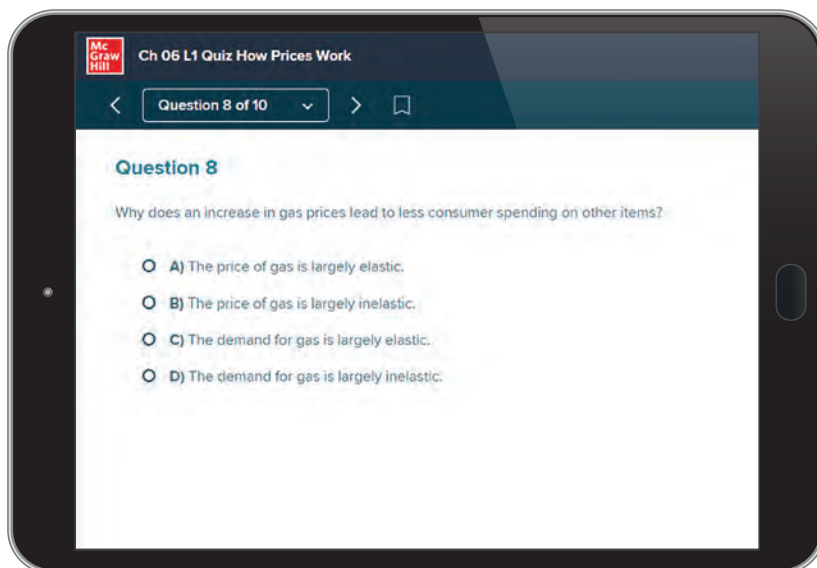 Mc
Graw
Hill
Ch 06 L1 Quiz How Prices Work
Question 8 of 10
Question 8
Why does an increase in gas prices lead to less consumer spending on other items?
A) The price of gas is largely elastic.
B) The price of gas is largely inelastic.
C) The demand for gas is largely elastic.
D) The demand for gas is largely inelastic.